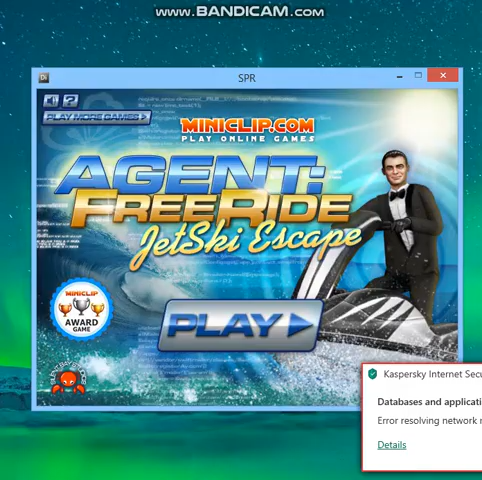 www.BANDICAM.com
SPR
PLAY MORE GAMES
MINICLIP.COM
PLAY ONLINE GAMES
AGENT:
FREERIDE
JetSki Escape
MINICLIP
AWARD
GAME
PLAY
Kaspersky Internet Secu
Databases and applicati
Error resolving network n
Details